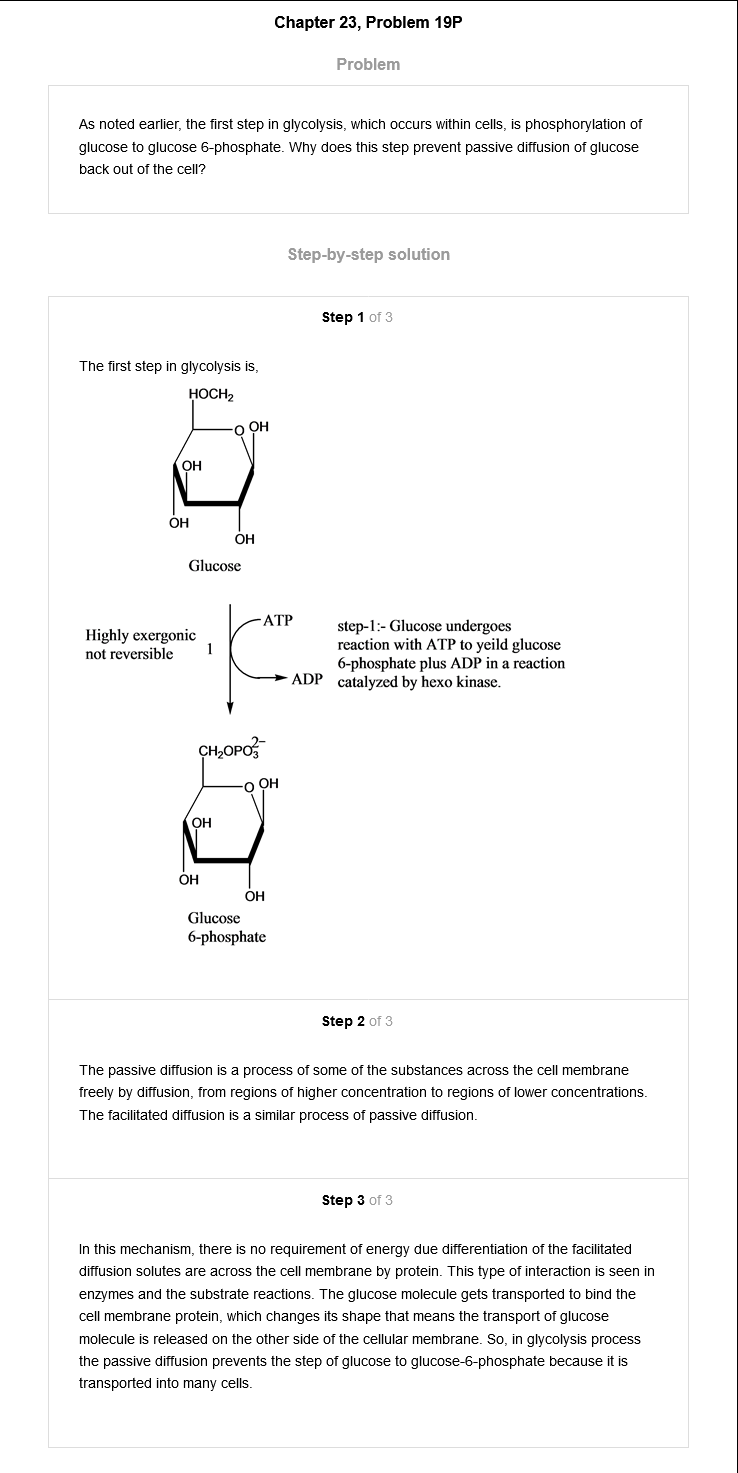 Chapter 23, Problem 19P
Problem
As noted earlier, the first step in glycolysis, which occurs within cells, is phosphorylation of
glucose to glucose 6-phosphate. Why does this step prevent passive diffusion of glucose
back out of the cell?
Step-by-step solution
Step 1 of 3
The first step in glycolysis is,
HOCH₂
O OH
OH
OH
OH
Glucose
Highly exergonic
not reversible
1
ATP
ADP
step-1:- Glucose undergoes
reaction with ATP to yeild glucose
6-phosphate plus ADP in a reaction
catalyzed by hexo kinase.
CH₂OPO₃²⁻
O OH
OH
OH
OH
Glucose
6-phosphate
Step 2 of 3
The passive diffusion is a process of some of the substances across the cell membrane
freely by diffusion, from regions of higher concentration to regions of lower concentrations.
The facilitated diffusion is a similar process of passive diffusion.
Step 3 of 3
In this mechanism, there is no requirement of energy due differentiation of the facilitated
diffusion solutes are across the cell membrane by protein. This type of interaction is seen in
enzymes and the substrate reactions. The glucose molecule gets transported to bind the
cell membrane protein, which changes its shape that means the transport of glucose
molecule is released on the other side of the cellular membrane. So, in glycolysis process
the passive diffusion prevents the step of glucose to glucose-6-phosphate because it is
transported into many cells.